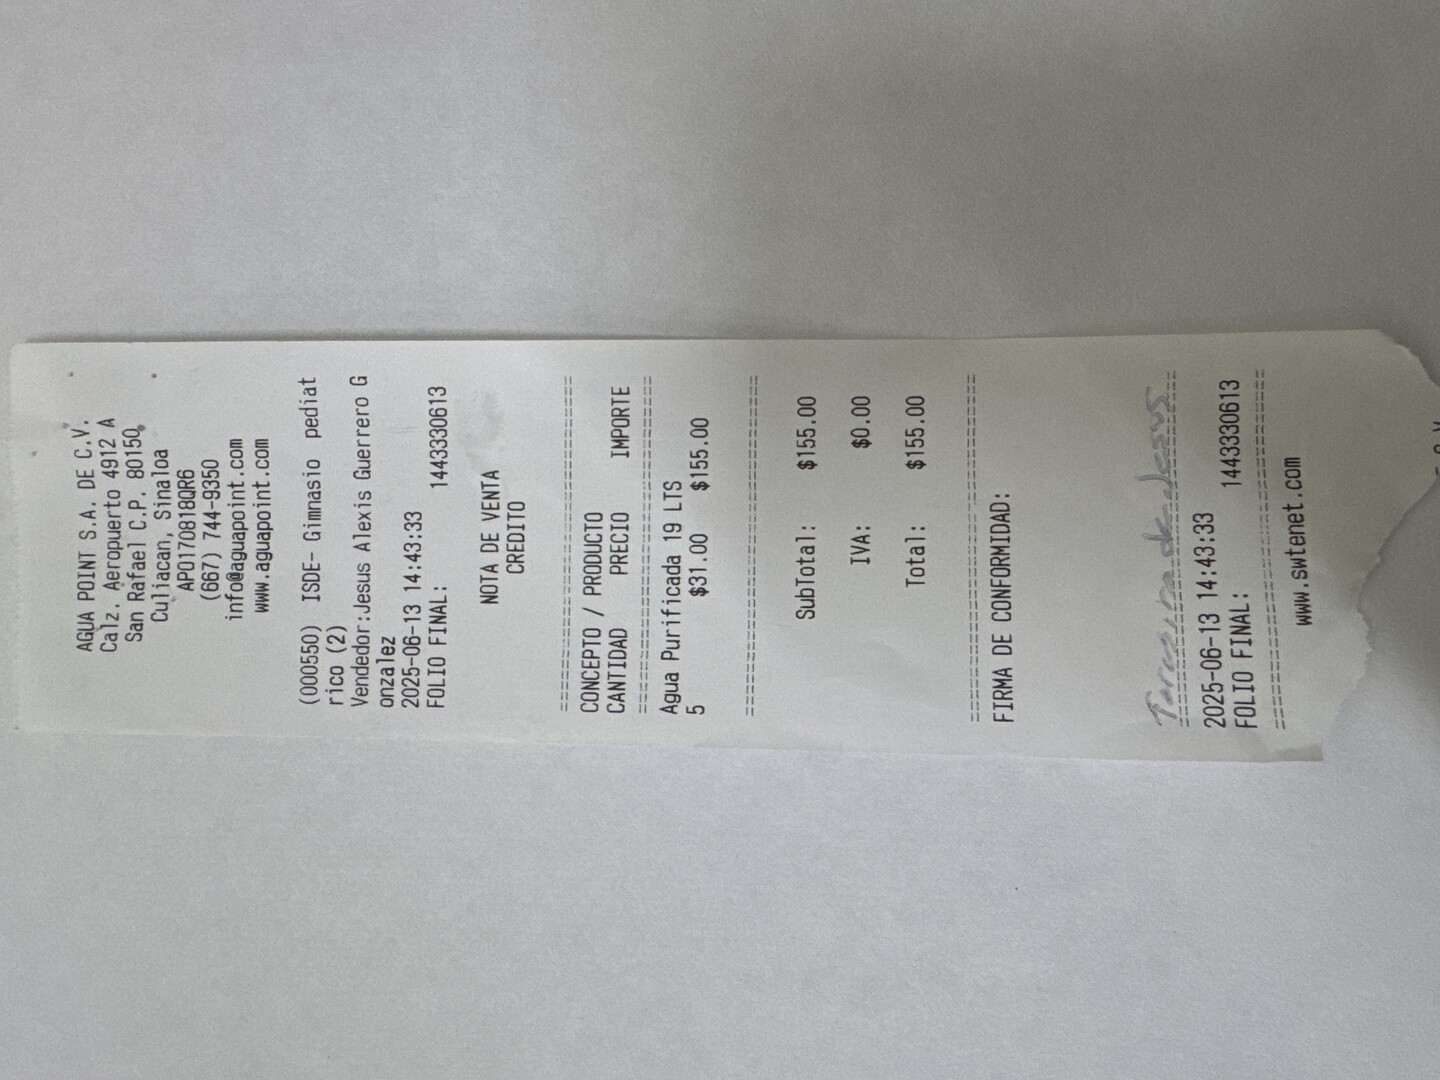 AGUA POINT S.A. DE C.V.
Calz. Aeropuerto 4912 A
San Rafael C.P. 80150,
Culiacan, Sinaloa
APO170818QR6
(667) 744-9350
info@aguapoint.com
www.aguapoint.com
(000550) ISDE- Gimnasio pediat
rico (2)
Vendedor:Jesus Alexis Guerrero G
onzalez
2025-06-13 14:43:33
FOLIO FINAL: 1443330613
NOTA DE VENTA
CREDITO
================================
CONCEPTO / PRODUCTO
CANTIDAD PRECIO IMPORTE
================================
Agua Purificada 19 LTS
5 $31.00 $155.00
================================
SubTotal: $155.00
IVA: $0.00
Total: $155.00
================================
FIRMA DE CONFORMIDAD:
de Jesus
================================
2025-06-13 14:43:33
FOLIO FINAL: 1443330613
================================
www.swtenet.com